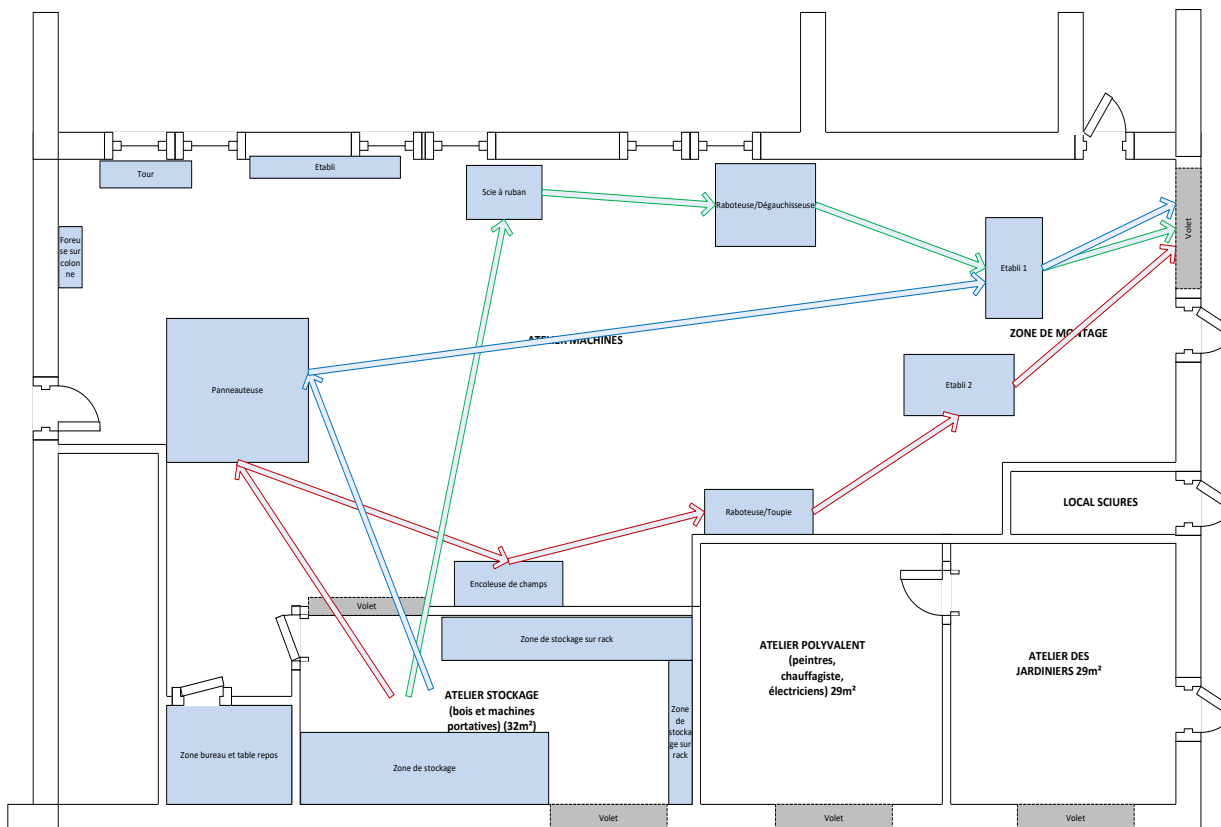 Tour
Etabli
Scie à ruban
Raboteuse/Dégauchisseuse
Volet
Foreu
se sur
colon
ne
Etabli 1
ATELIER MACHINES
ZONE DE MONTAGE
Panneauteuse
Etabli 2
Raboteuse/Toupie
LOCAL SCIURES
Encoleuse de champs
Volet
Zone de stockage sur rack
ATELIER POLYVALENT
(peintres,
chauffagiste,
électriciens) 29m²
ATELIER DES
JARDINIERS 29m²
ATELIER STOCKAGE
(bois et machines
portatives) (32m²)
Zone
de
stocka
ge sur
rack
Zone bureau et table repos
Zone de stockage
Volet
Volet
Volet